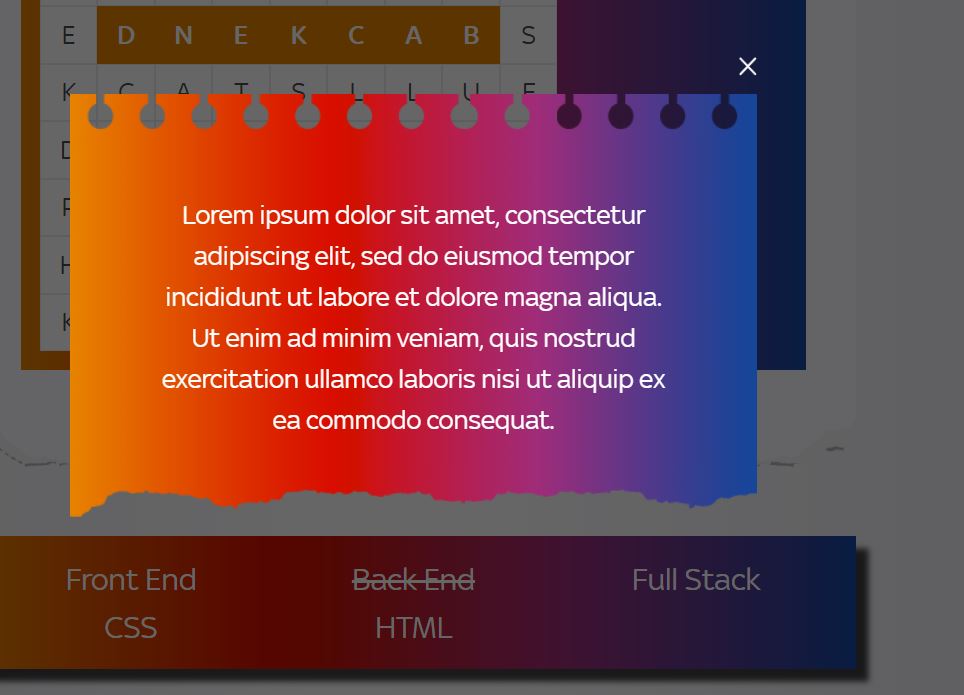 E D N E K C A B S
K C A T S L L U F
Lorem ipsum dolor sit amet, consectetur
adipiscing elit, sed do eiusmod tempor
incididunt ut labore et dolore magna aliqua.
Ut enim ad minim veniam, quis nostrud
exercitation ullamco laboris nisi ut aliquip ex
ea commodo consequat.
K
Front End Back End Full Stack
CSS HTML